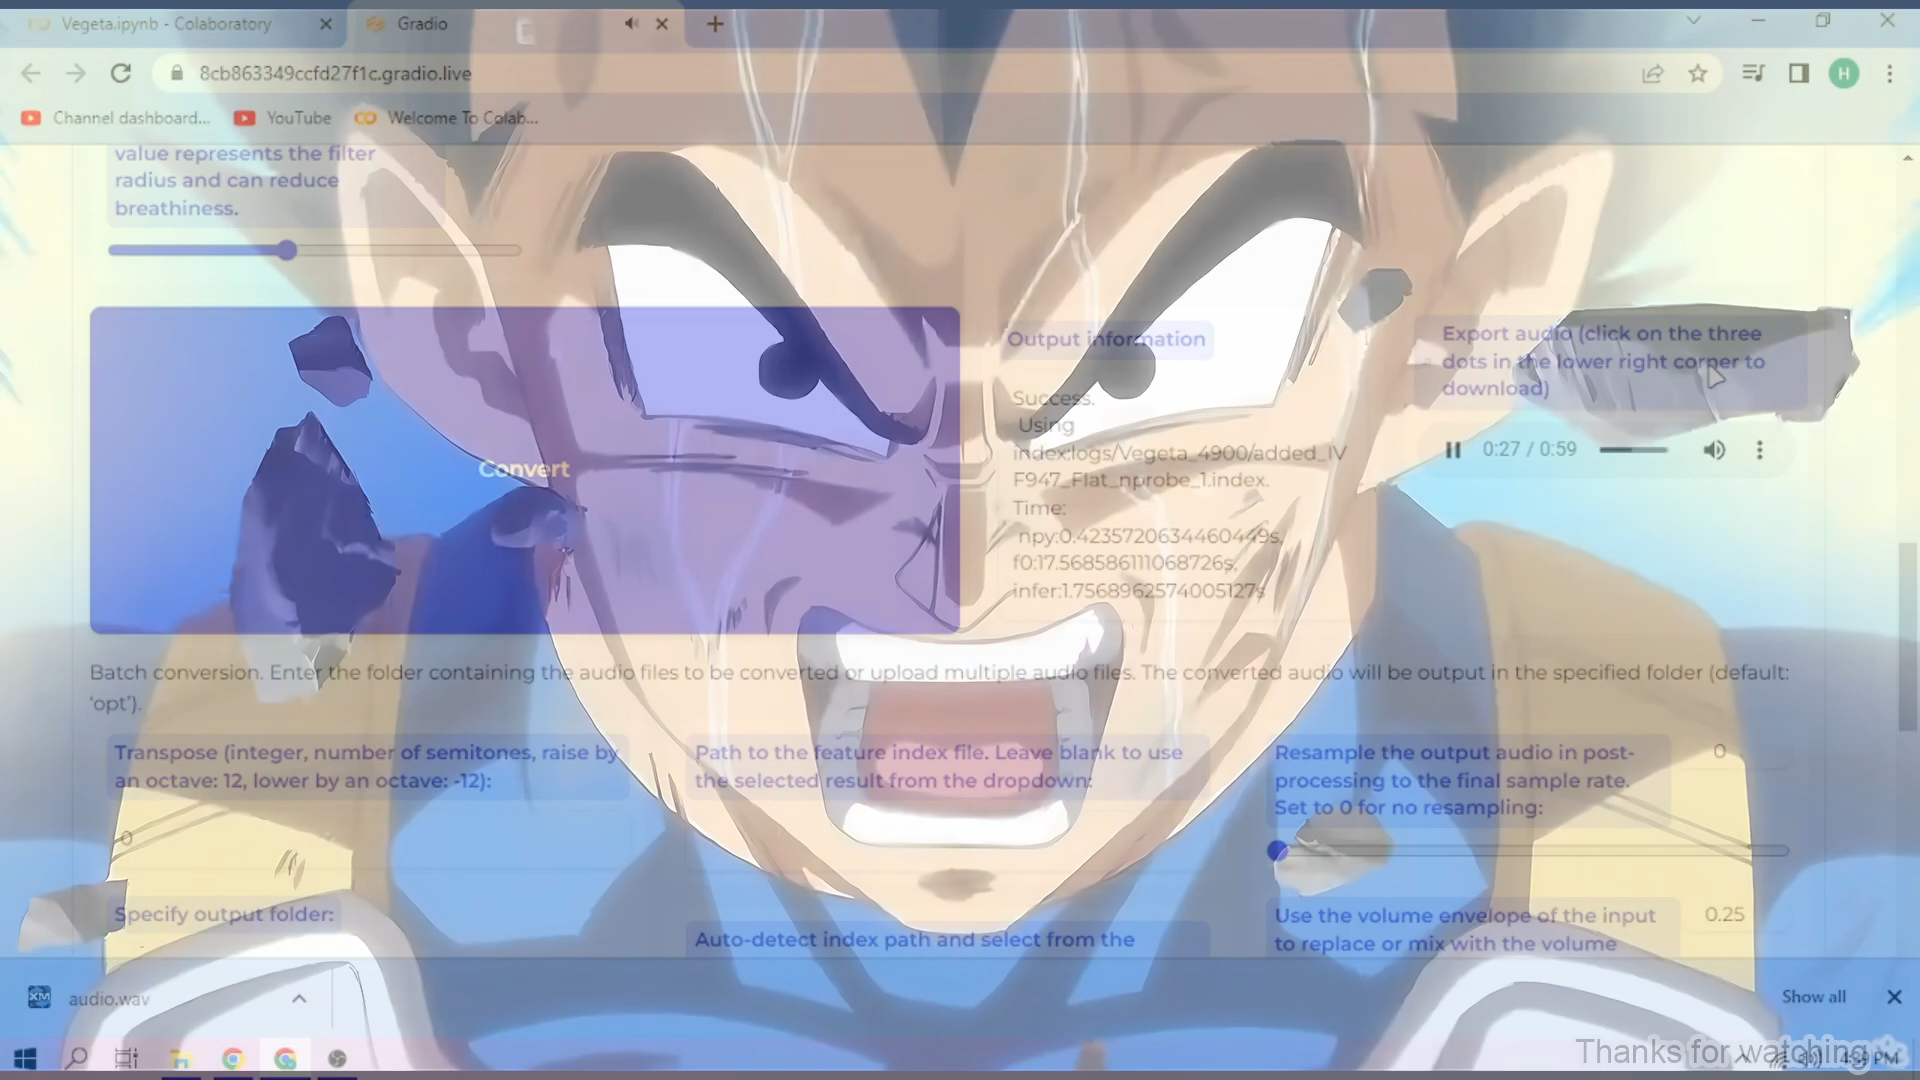 Vegeta.ipynb - Colaboratory
Gradio
8cb863349ccfd27f1c.gradio.live
H
Channel dashboard...
YouTube
Welcome To Colab...
value represents the filter
radius and can reduce
breathiness.
Convert
Output information
Success.
Using
index:logs/Vegeta_4900/added_IV
F947_Flat_nprobe_1.index.
Time:
npy:0.4235720634460449s,
f0:17.568586111068726s,
infer:1.7568962574005127s
Export audio (click on the three
dots in the lower right corner to
download)
0:27 / 0:59
Batch conversion. Enter the folder containing the audio files to be converted or upload multiple audio files. The converted audio will be output in the specified folder (default:
‘opt’).
Transpose (integer, number of semitones, raise by
an octave: 12, lower by an octave: -12):
0
Specify output folder:
Path to the feature index file. Leave blank to use
the selected result from the dropdown:
Auto-detect index path and select from the
Resample the output audio in post-
processing to the final sample rate.
Set to 0 for no resampling:
0
Use the volume envelope of the input
to replace or mix with the volume
0.25
XM
audio.wav
Show all
Thanks for watching
4:39 PM